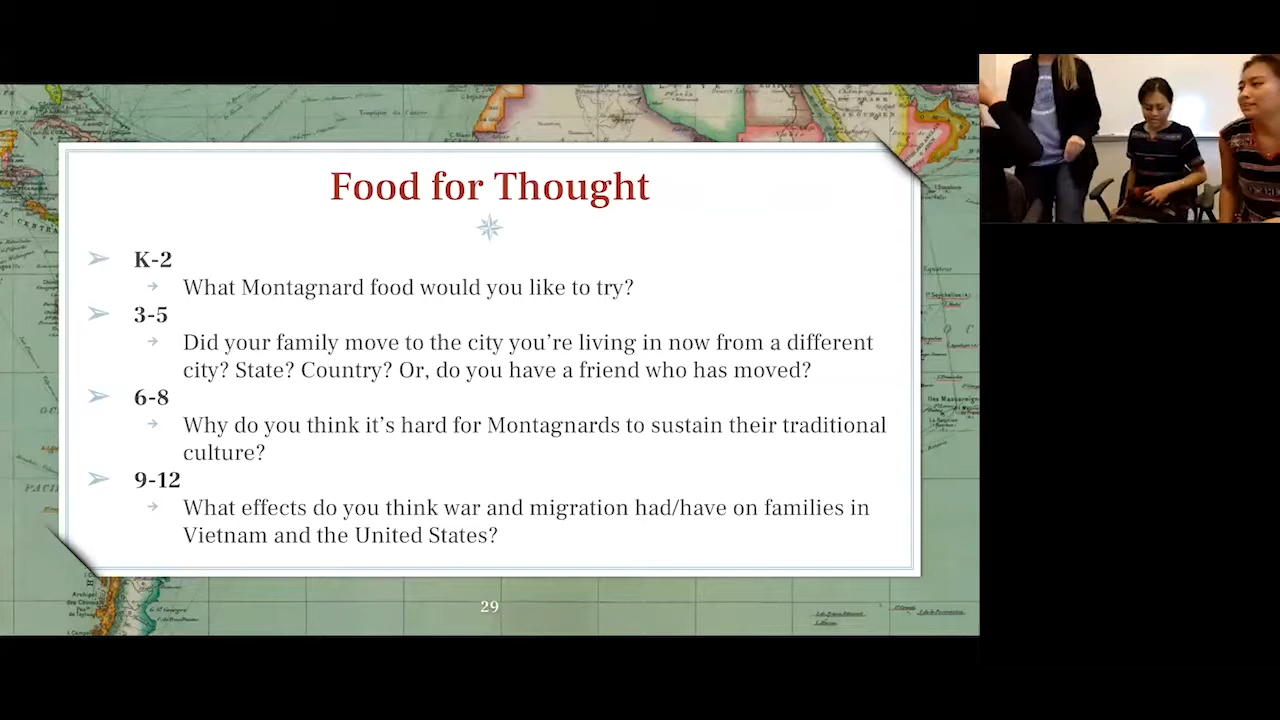 Food for Thought
K-2
What Montagnard food would you like to try?
3-5
Did your family move to the city you’re living in now from a different
city? State? Country? Or, do you have a friend who has moved?
6-8
Why do you think it’s hard for Montagnards to sustain their traditional
culture?
9-12
What effects do you think war and migration had/have on families in
Vietnam and the United States?
29